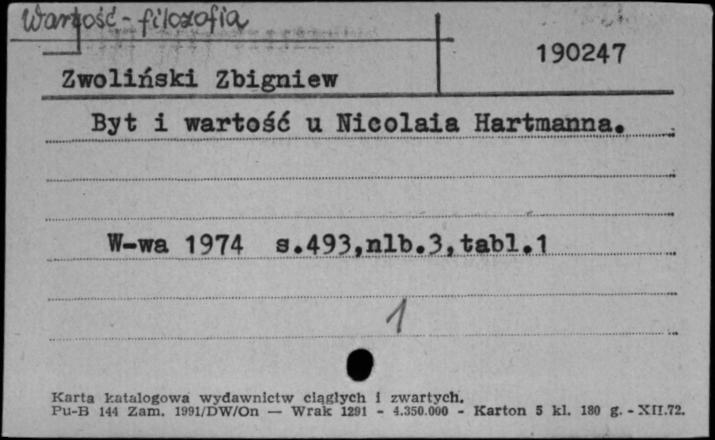 Wartość - filozofia
190247
Zwoliński Zbigniew
Byt i wartość u Nicolaia Hartmanna.
W-wa 1974 s.493,nlb.3,tabl.1
1
Karta katalogowa wydawnictw ciągłych i zwartych.
Pu-B 144 Zam. 1991/DW/On — Wrak 1291 - 4.350.000 - Karton 5 kl. 180 g. - XII.72.